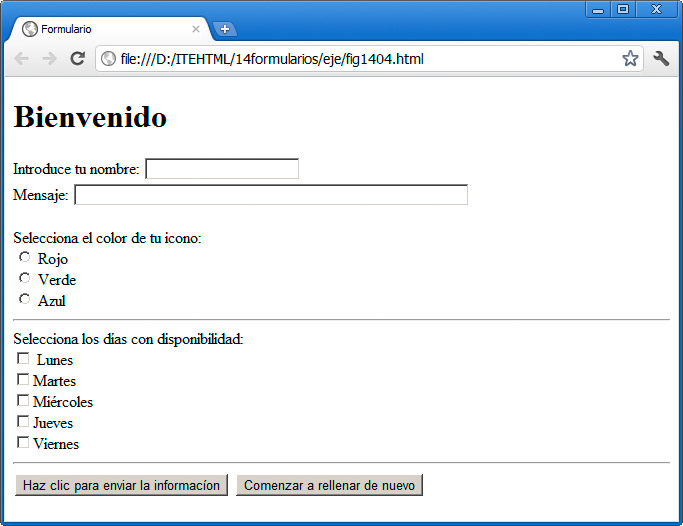 Formulario
file:///D:/ITEHTML/14formularios/eje/fig1404.html
Bienvenido
Introduce tu nombre:
Mensaje:
Selecciona el color de tu icono:
Rojo
Verde
Azul
Selecciona los días con disponibilidad:
Lunes
Martes
Miércoles
Jueves
Viernes
Haz clic para enviar la informacíon Comenzar a rellenar de nuevo